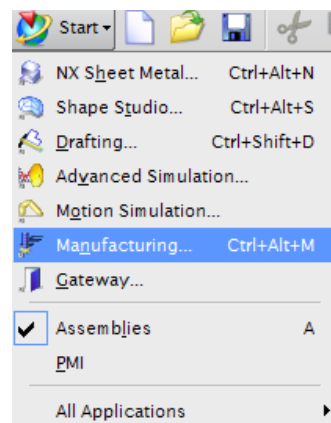 Start
NX Sheet Metal... Ctrl+Alt+N
Shape Studio... Ctrl+Alt+S
Drafting... Ctrl+Shift+D
Advanced Simulation...
Motion Simulation...
Manufacturing... Ctrl+Alt+M
Gateway...
Assemblies A
PMI
All Applications